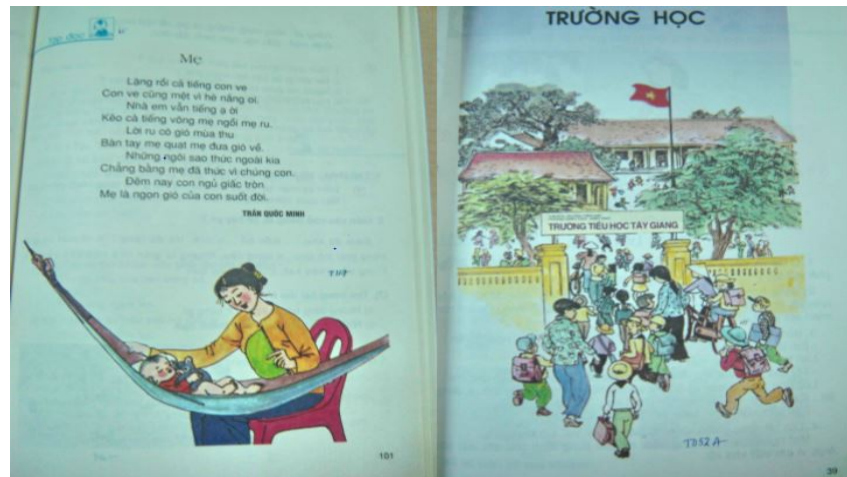 tập đọc
Mẹ
Lặng rồi cả tiếng con ve
Con ve cũng mệt vì hè nắng oi.
Nhà em vẫn tiếng ạ ời
Kẽo cà tiếng võng mẹ ngồi mẹ ru.
Lời ru có gió mùa thu
Bàn tay mẹ quạt mẹ đưa gió về.
Những ngôi sao thức ngoài kia
Chẳng bằng mẹ đã thức vì chúng con.
Đêm nay con ngủ giấc tròn
Mẹ là ngọn gió của con suốt đời.
TRẦN QUỐC MINH
101
TRƯỜNG HỌC
TRƯỜNG TIỂU HỌC TÂY GIANG
T052A
39